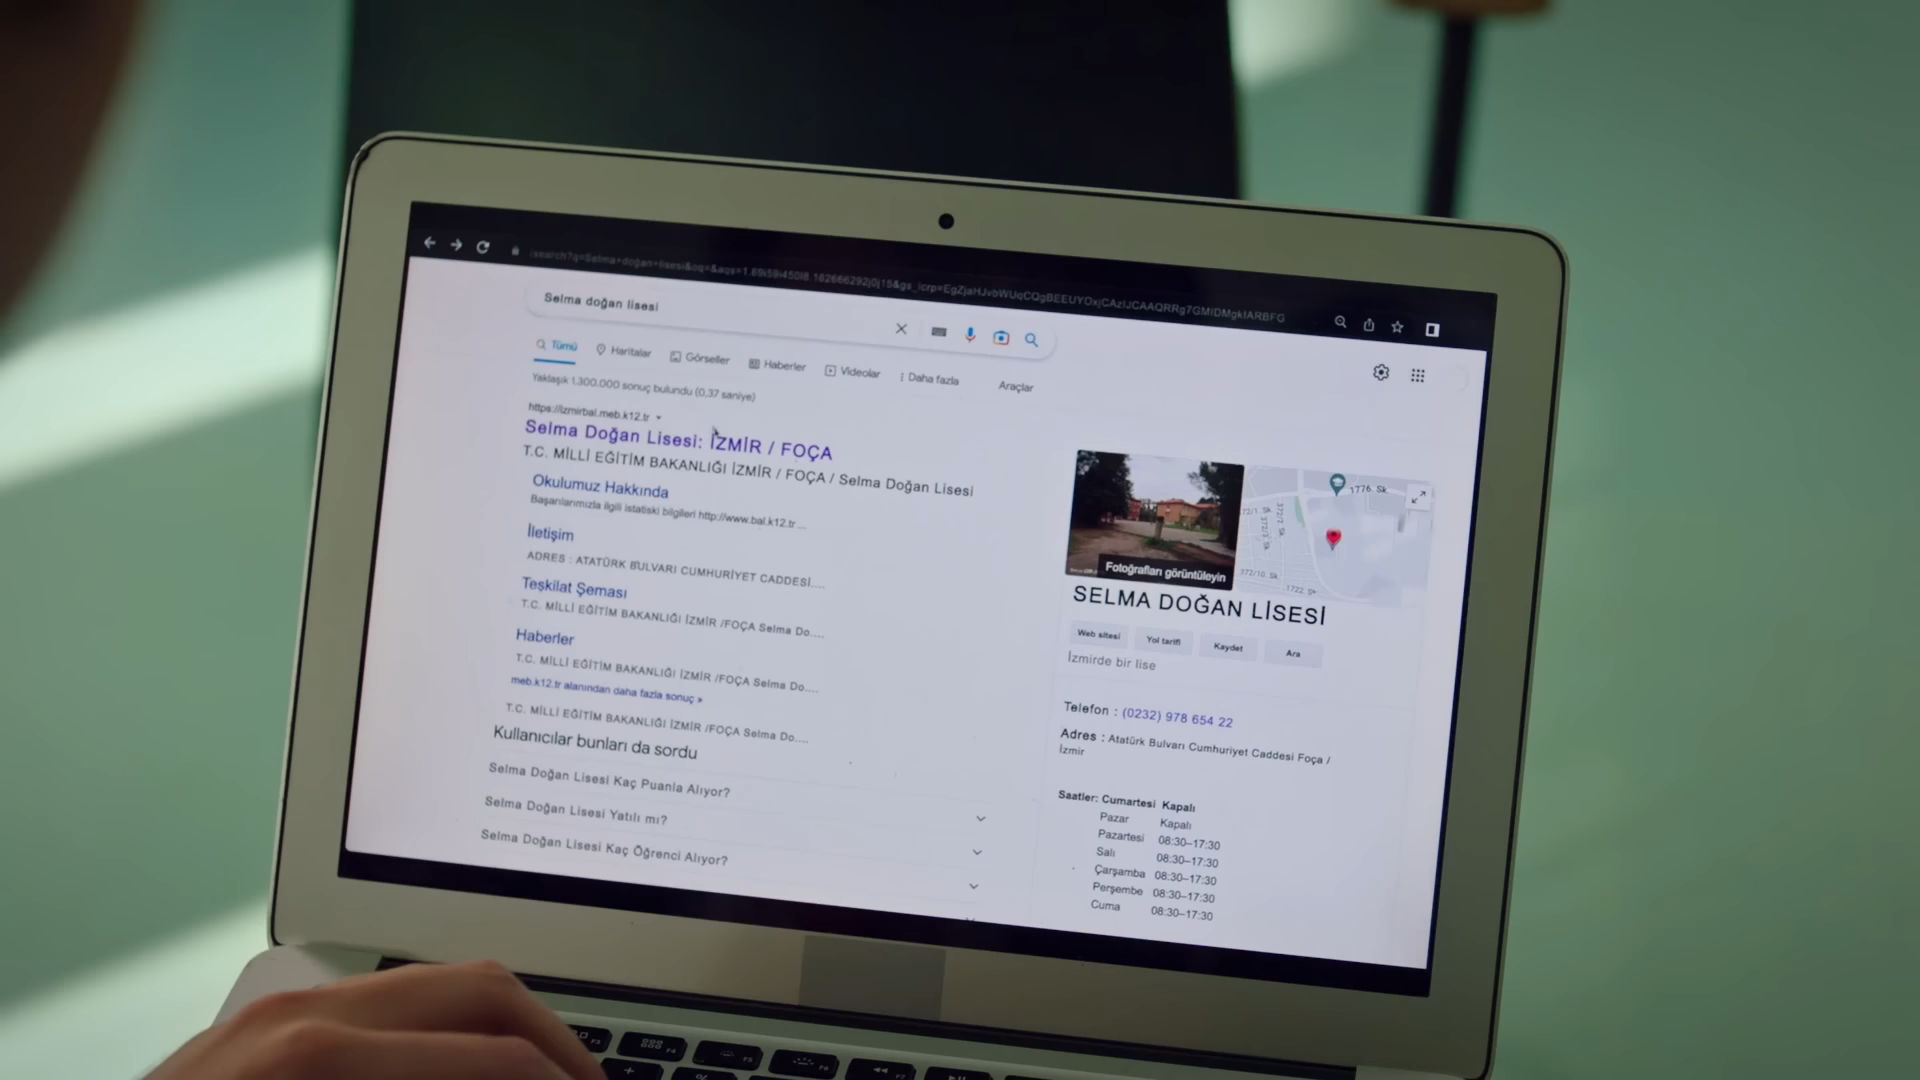 Selma doğan lisesi
Tümü Haritalar Görseller Haberler Videolar Daha fazla Araçlar
Yaklaşık 1.300.000 sonuç bulundu (0,37 saniye)
https://izmirbal.meb.k12.tr
Selma Doğan Lisesi: İZMİR / FOÇA
T.C. MİLLİ EĞİTİM BAKANLIĞI İZMİR / FOÇA / Selma Doğan Lisesi
Okulumuz Hakkında
Başarılarımızla ilgili istatiski bilgileri http://www.bal.k12.tr ...
İletişim
ADRES : ATATÜRK BULVARI CUMHURİYET CADDESİ....
Teşkilat Şeması
T.C. MİLLİ EĞİTİM BAKANLIĞI İZMİR /FOÇA Selma Do....
Haberler
T.C. MİLLİ EĞİTİM BAKANLIĞI İZMİR /FOÇA Selma Do....
meb.k12.tr alanından daha fazla sonuç »
T.C. MİLLİ EĞİTİM BAKANLIĞI İZMİR /FOÇA Selma Do....
Kullanıcılar bunları da sordu
Selma Doğan Lisesi Kaç Puanla Alıyor?
Selma Doğan Lisesi Yatılı mı?
Selma Doğan Lisesi Kaç Öğrenci Alıyor?
Fotoğrafları görüntüleyin
1776. Sk.
372/2. Sk
372/10. Sk
1722. Sk
SELMA DOĞAN LİSESİ
Web sitesi Yol tarifi Kaydet Ara
İzmirde bir lise
Telefon : (0232) 978 654 22
Adres : Atatürk Bulvarı Cumhuriyet Caddesi Foça /
İzmir
Saatler: Cumartesi Kapalı
Pazar Kapalı
Pazartesi 08:30–17:30
Salı 08:30–17:30
Çarşamba 08:30–17:30
Perşembe 08:30–17:30
Cuma 08:30–17:30